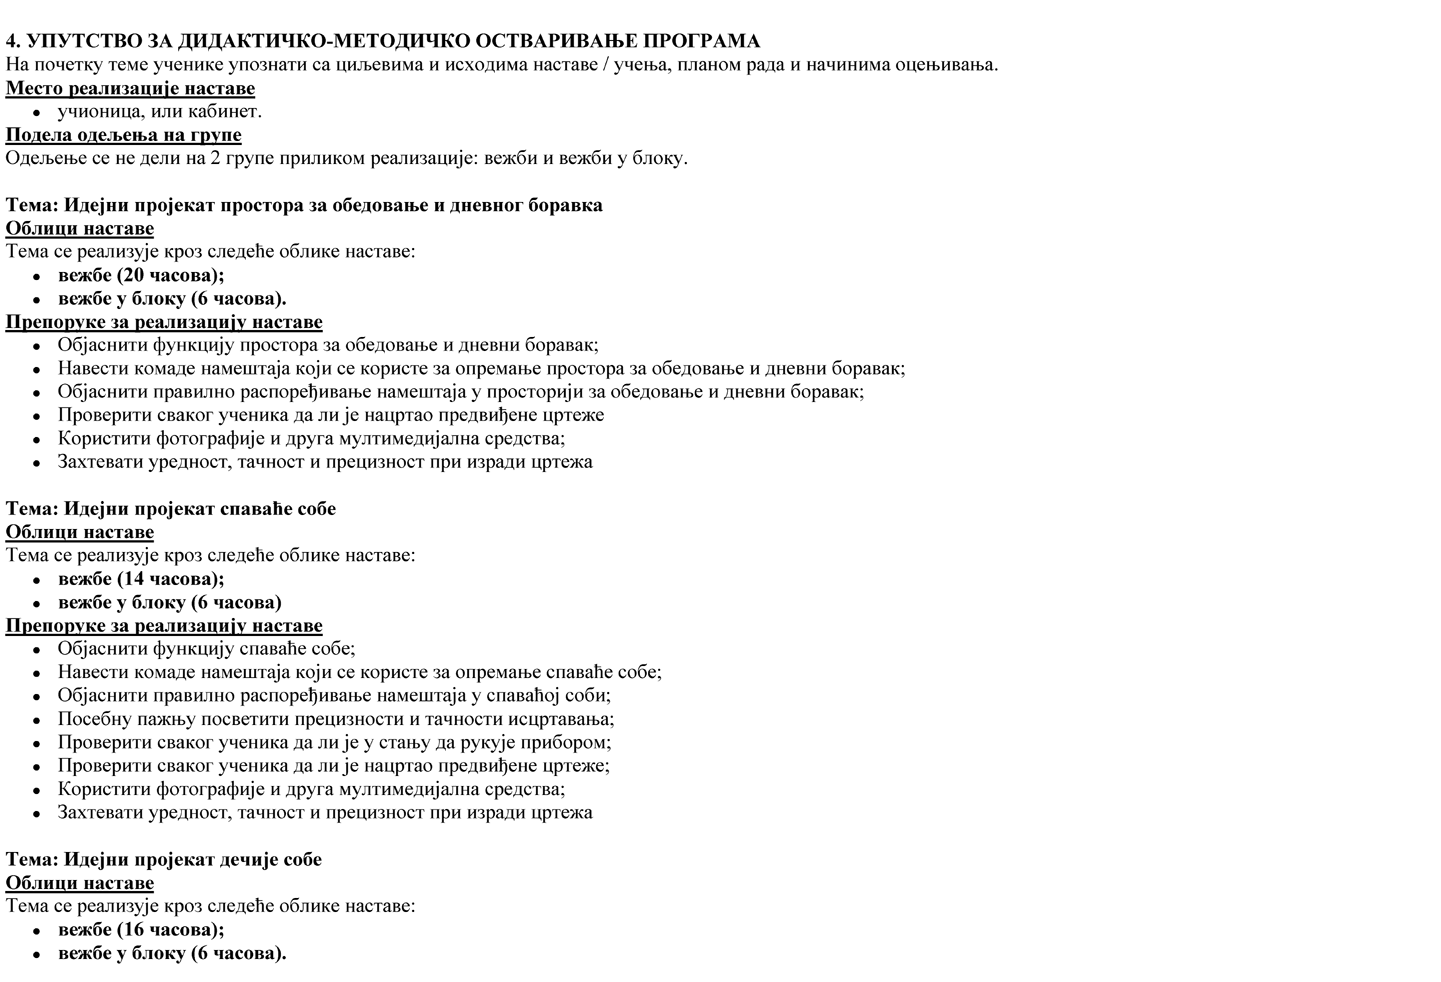 4. УПУТСТВО ЗА ДИДАКТИЧКО-МЕТОДИЧКО ОСТВАРИВАЊЕ ПРОГРАМА
На почетку теме ученике упознати са циљевима и исходима наставе / учења, планом рада и начинима оцењивања.
Место реализације наставе
• учионица, или кабинет.
Подела одељења на групе
Одељење се не дели на 2 групе приликом реализације: вежби и вежби у блоку.
Тема: Идејни пројекат простора за обедовање и дневног боравка
Облици наставе
Тема се реализује кроз следеће облике наставе:
• вежбе (20 часова);
• вежбе у блоку (6 часова).
Препоруке за реализацију наставе
• Објаснити функцију простора за обедовање и дневни боравак;
• Навести комаде намештаја који се користе за опремање простора за обедовање и дневни боравак;
• Објаснити правилно распоређивање намештаја у просторији за обедовање и дневни боравак;
• Проверити сваког ученика да ли је нацртао предвиђене цртеже
• Користити фотографије и друга мултимедијална средства;
• Захтевати уредност, тачност и прецизност при изради цртежа
Тема: Идејни пројекат спаваће собе
Облици наставе
Тема се реализује кроз следеће облике наставе:
• вежбе (14 часова);
• вежбе у блоку (6 часова)
Препоруке за реализацију наставе
• Објаснити функцију спаваће собе;
• Навести комаде намештаја који се користе за опремање спаваће собе;
• Објаснити правилно распоређивање намештаја у спаваћој соби;
• Посебну пажњу посветити прецизности и тачности исцртавања;
• Проверити сваког ученика да ли је у стању да рукује прибором;
• Проверити сваког ученика да ли је нацртао предвиђене цртеже;
• Користити фотографије и друга мултимедијална средства;
• Захтевати уредност, тачност и прецизност при изради цртежа
Тема: Идејни пројекат дечије собе
Облици наставе
Тема се реализује кроз следеће облике наставе:
• вежбе (16 часова);
• вежбе у блоку (6 часова).